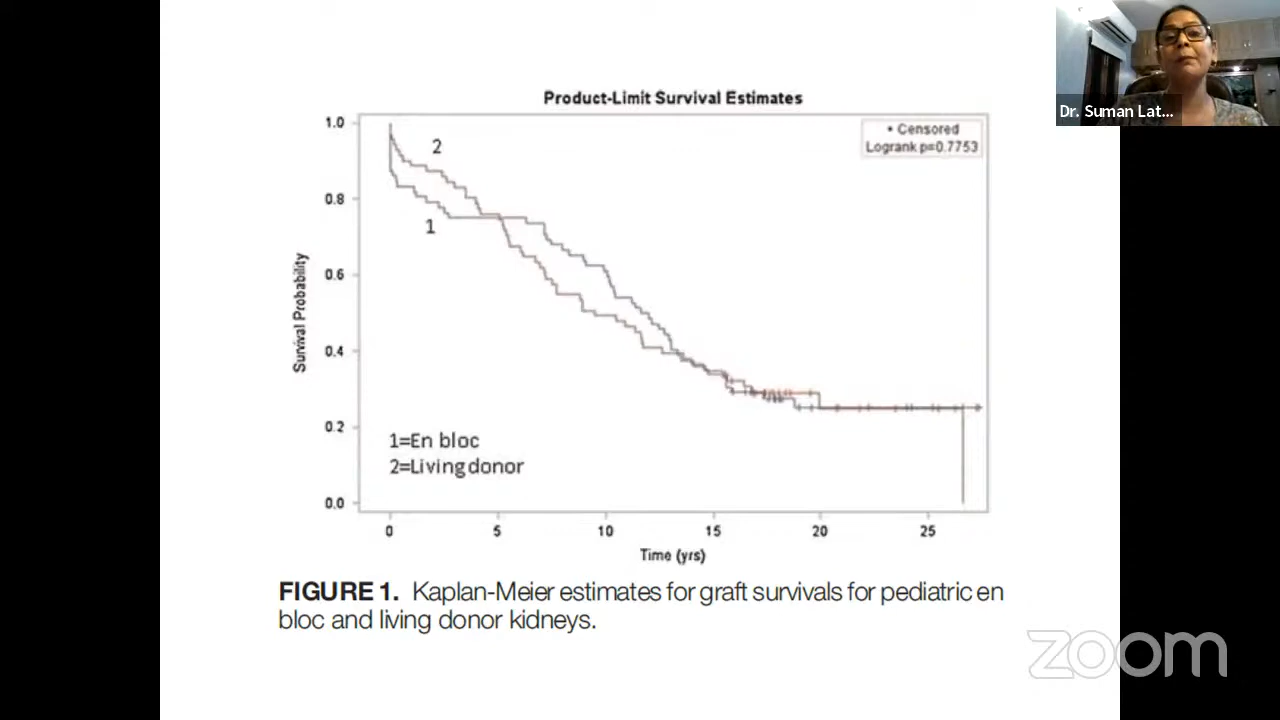 Dr. Suman Lat...
Product-Limit Survival Estimates
• Censored
Logrank p=0.7753
1.0
0.8
0.6
0.4
0.2
0.0
Survival Probability
2
1
1=En bloc
2=Living donor
0 5 10 15 20 25
Time (yrs)
FIGURE 1. Kaplan-Meier estimates for graft survivals for pediatric en
bloc and living donor kidneys.
zoom